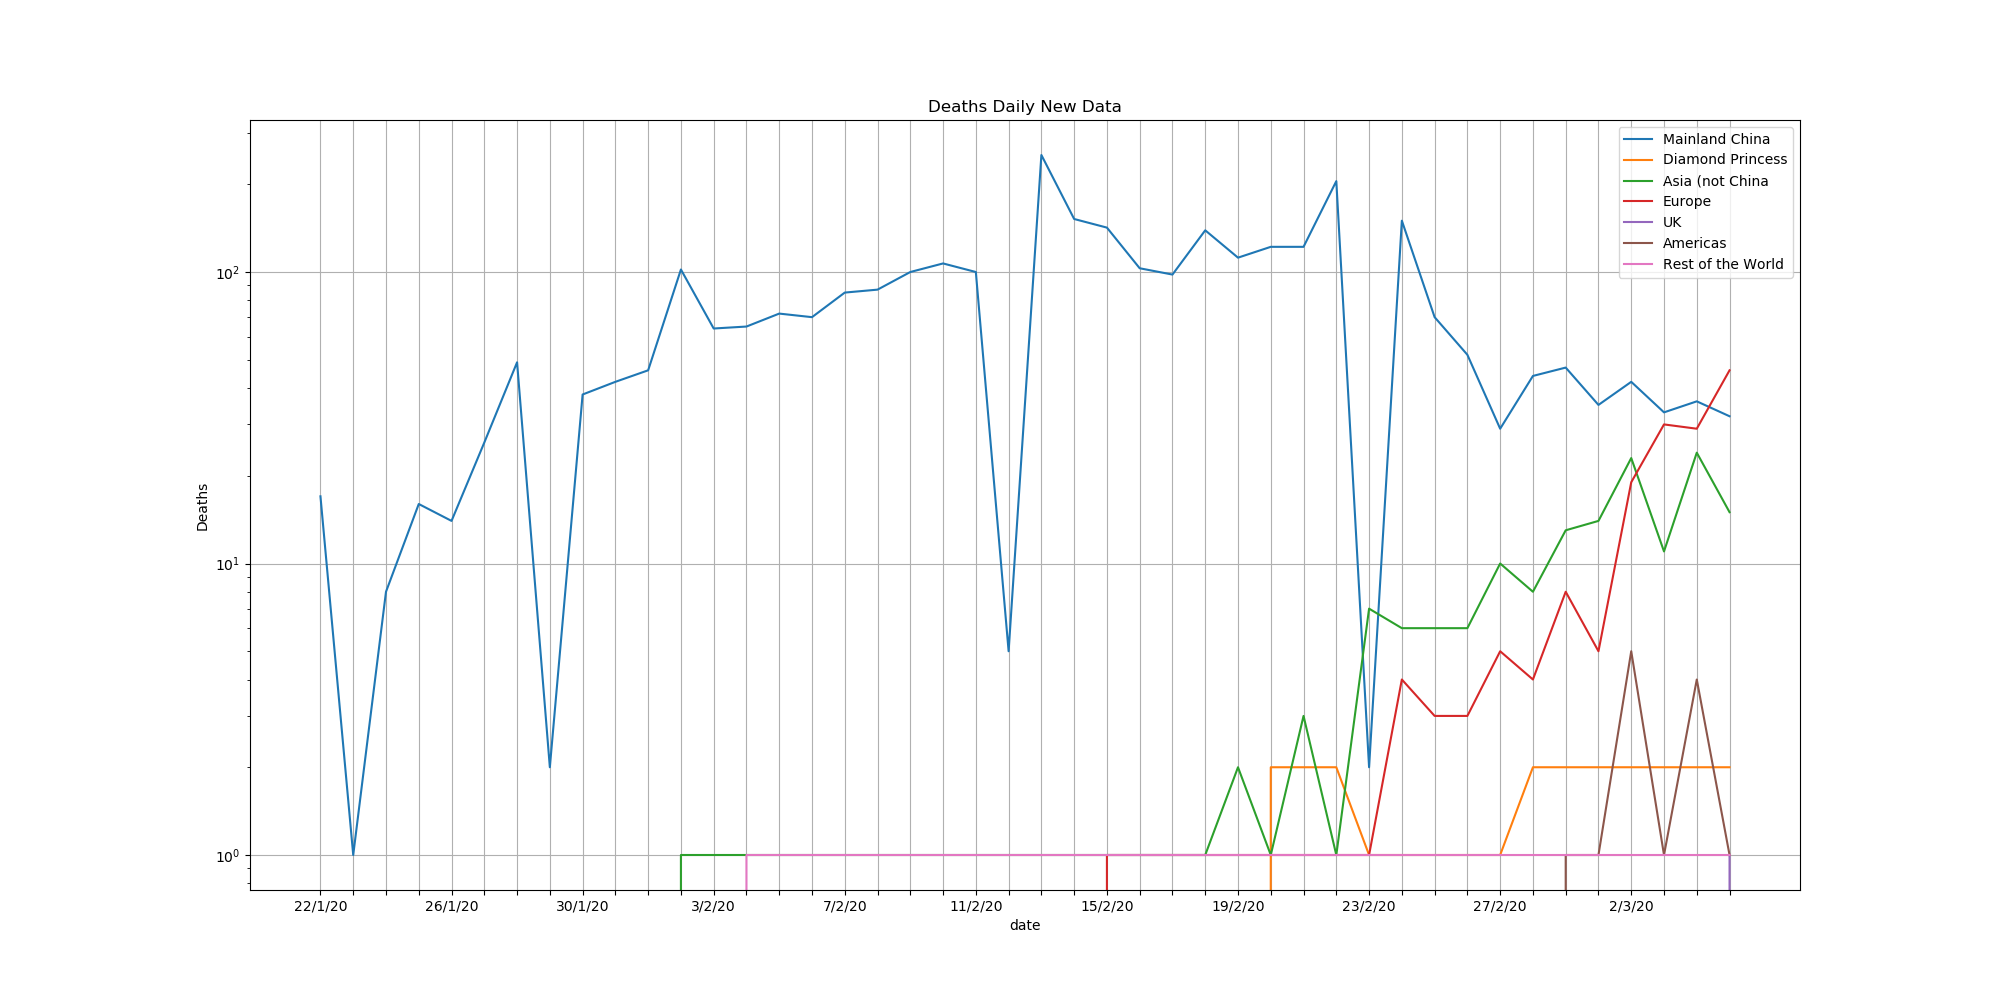 Deaths Daily New Data
Mainland China
Diamond Princess
Asia (not China
Europe
UK
Americas
Rest of the World
Deaths
10²
10¹
10⁰
22/1/20 26/1/20 30/1/20 3/2/20 7/2/20 11/2/20 15/2/20 19/2/20 23/2/20 27/2/20 2/3/20
date